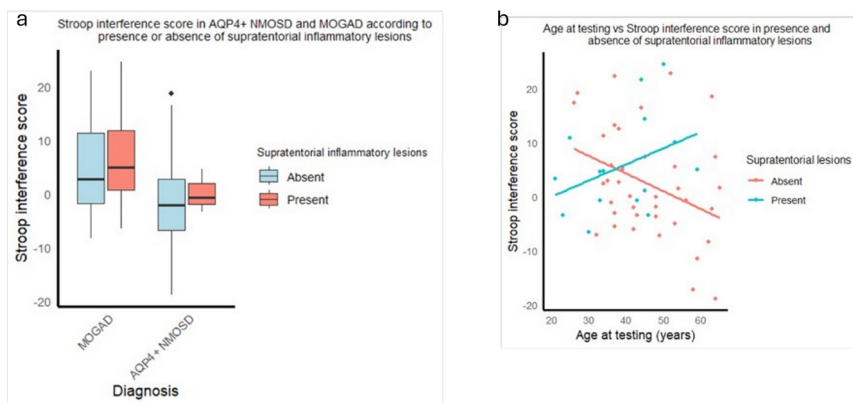 a
Stroop interference score in AQP4+ NMOSD and MOGAD according to
presence or absence of supratentorial inflammatory lesions
Stroop interference score
20
10
0
-10
-20
MOGAD
AQP4+ NMOSD
Diagnosis
Supratentorial inflammatory lesions
Absent
Present
b
Age at testing vs Stroop interference score in presence and
absence of supratentorial inflammatory lesions
Stroop interference score
20
10
0
-10
-20
20
30
40
50
60
Age at testing (years)
Supratentorial lesions
Absent
Present